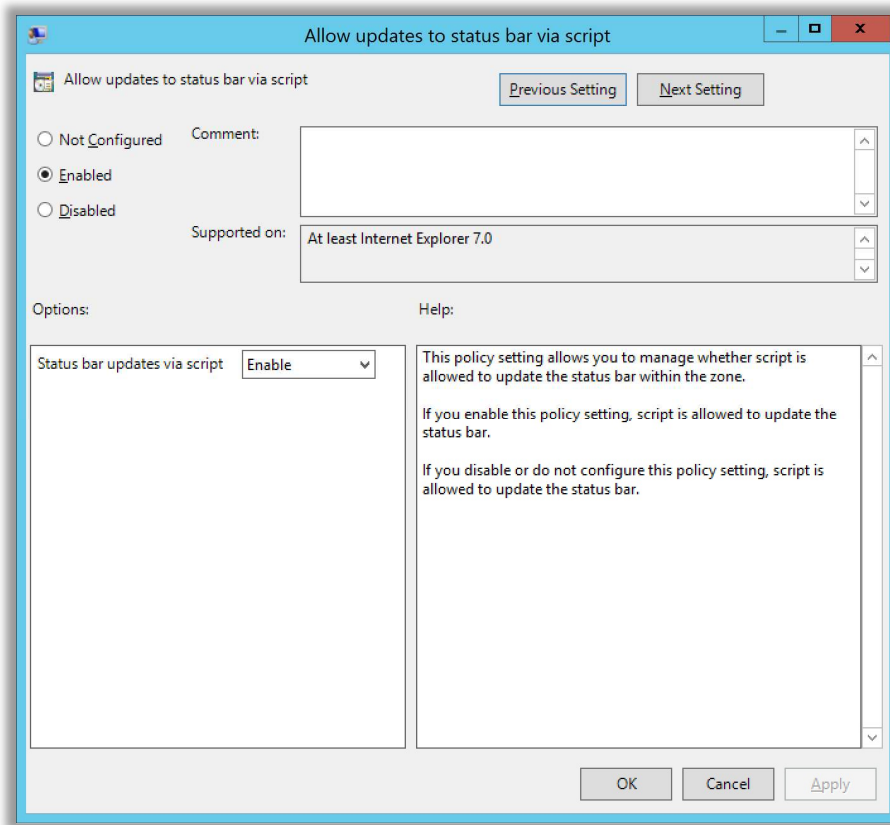 Allow updates to status bar via script
Allow updates to status bar via script
Previous Setting
Next Setting
Not Configured
Comment:
Enabled
Disabled
Supported on:
At least Internet Explorer 7.0
Options:
Help:
Status bar updates via script
Enable
This policy setting allows you to manage whether script is
allowed to update the status bar within the zone.
If you enable this policy setting, script is allowed to update the
status bar.
If you disable or do not configure this policy setting, script is
allowed to update the status bar.
OK
Cancel
Apply